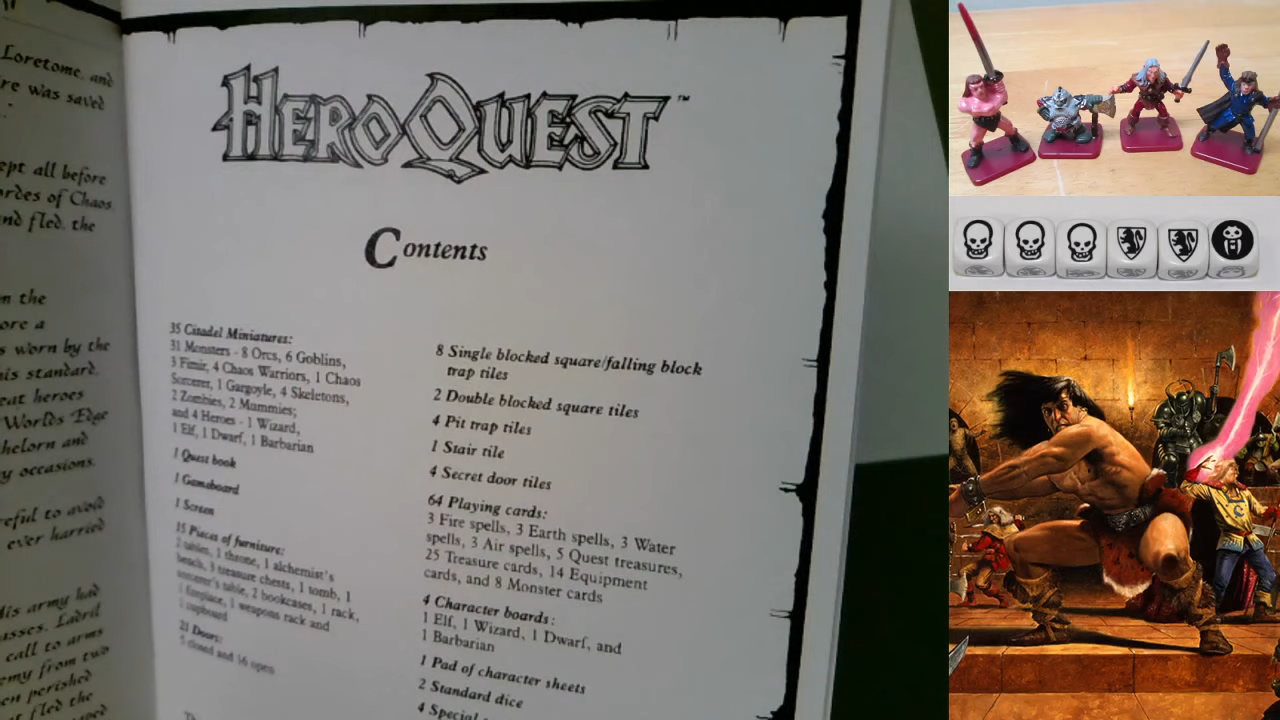 Loretome, and
re was saved
ept all before
ordes of Chaos
nd fled, the
n the
ore a
s worn by the
his standard.
eat heroes
Worlds Edge
helorn and
y occasions.
eful to avoid
ever harried
His army had
asses. Ladril
call to arms
emy from two
en perished
t fled the
HEROQUEST™
Contents
35 Citadel Miniatures:
31 Monsters - 8 Orcs, 6 Goblins,
3 Fimir, 4 Chaos Warriors, 1 Chaos
Sorcerer, 1 Gargoyle, 4 Skeletons,
2 Zombies, 2 Mummies;
and 4 Heroes - 1 Wizard,
1 Elf, 1 Dwarf, 1 Barbarian
1 Quest book
1 Gameboard
1 Screen
15 Pieces of furniture:
2 tables, 1 throne, 1 alchemist's
bench, 3 treasure chests, 1 tomb, 1
sorcerer's table, 2 bookcases, 1 rack,
1 fireplace, 1 weapons rack and
1 cupboard
21 Doors:
5 closed and 16 open
8 Single blocked square/falling block
trap tiles
2 Double blocked square tiles
4 Pit trap tiles
1 Stair tile
4 Secret door tiles
64 Playing cards:
3 Fire spells, 3 Earth spells, 3 Water
spells, 3 Air spells, 5 Quest treasures,
25 Treasure cards, 14 Equipment
cards, and 8 Monster cards
4 Character boards:
1 Elf, 1 Wizard, 1 Dwarf, and
1 Barbarian
1 Pad of character sheets
2 Standard dice
4 Special